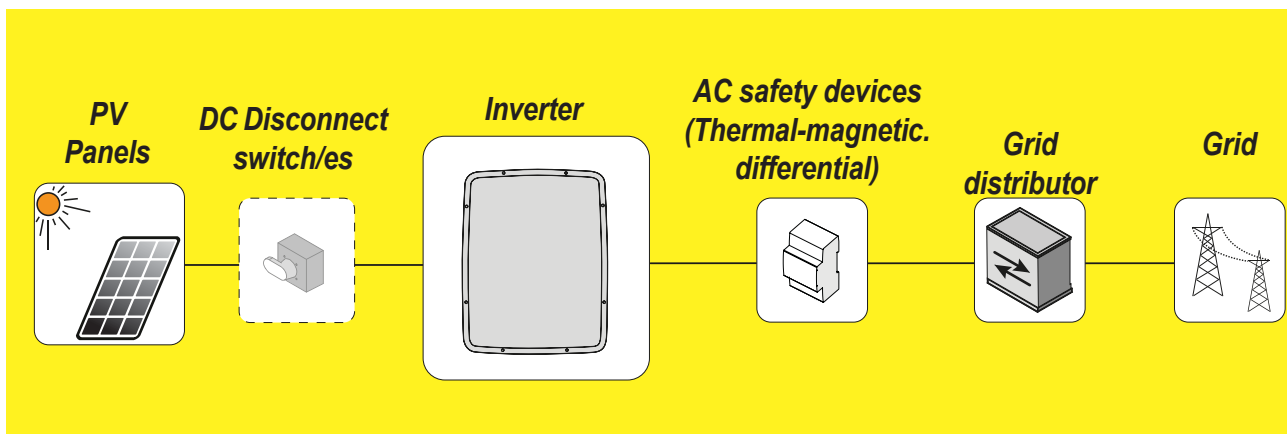 PV
Panels
DC Disconnect
switch/es
Inverter
AC safety devices
(Thermal-magnetic.
differential)
Grid
distributor
Grid